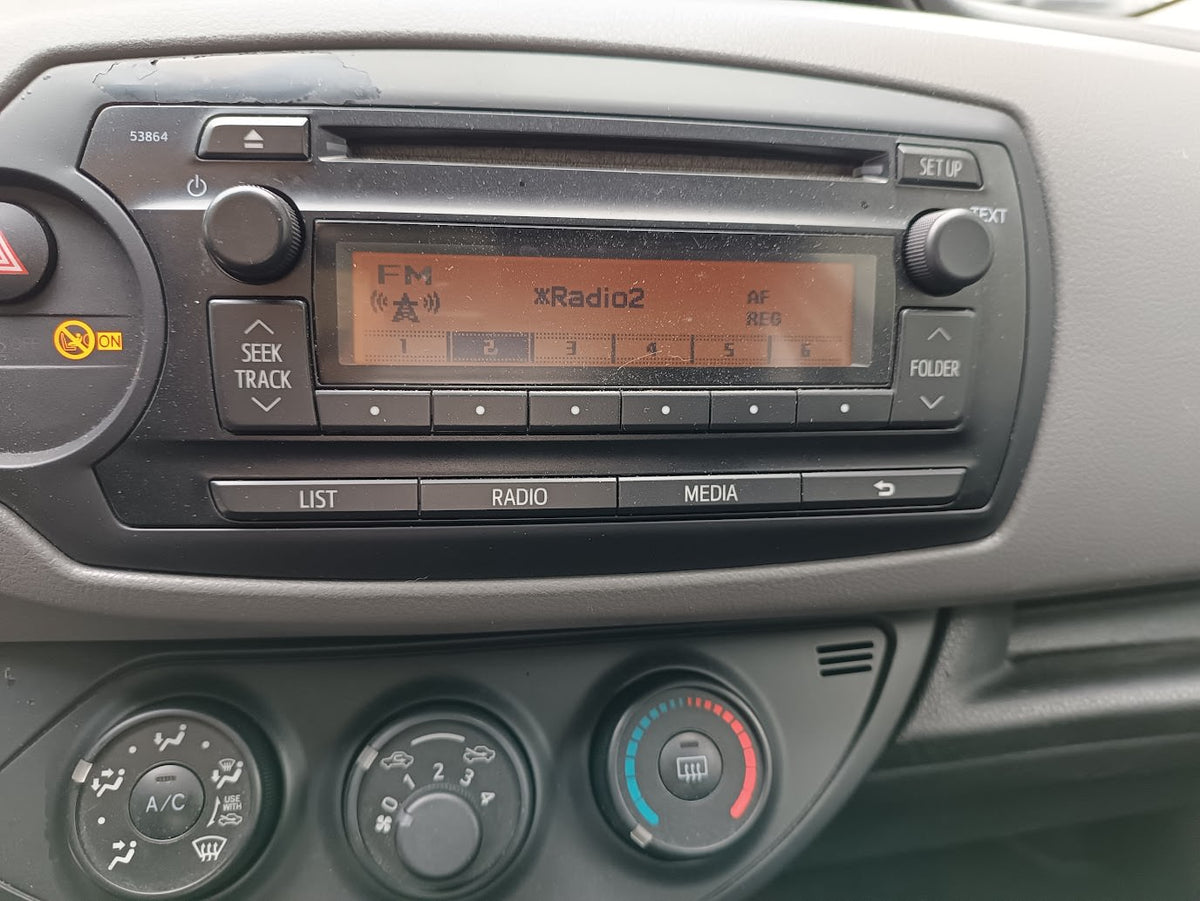 53864
SET UP
TEXT
FM
*Radio2
AF
REG
1 2 3 4 5 6
SEEK
TRACK
FOLDER
ON
LIST
RADIO
MEDIA
A/C
USE
WITH
0 1 2 3 4